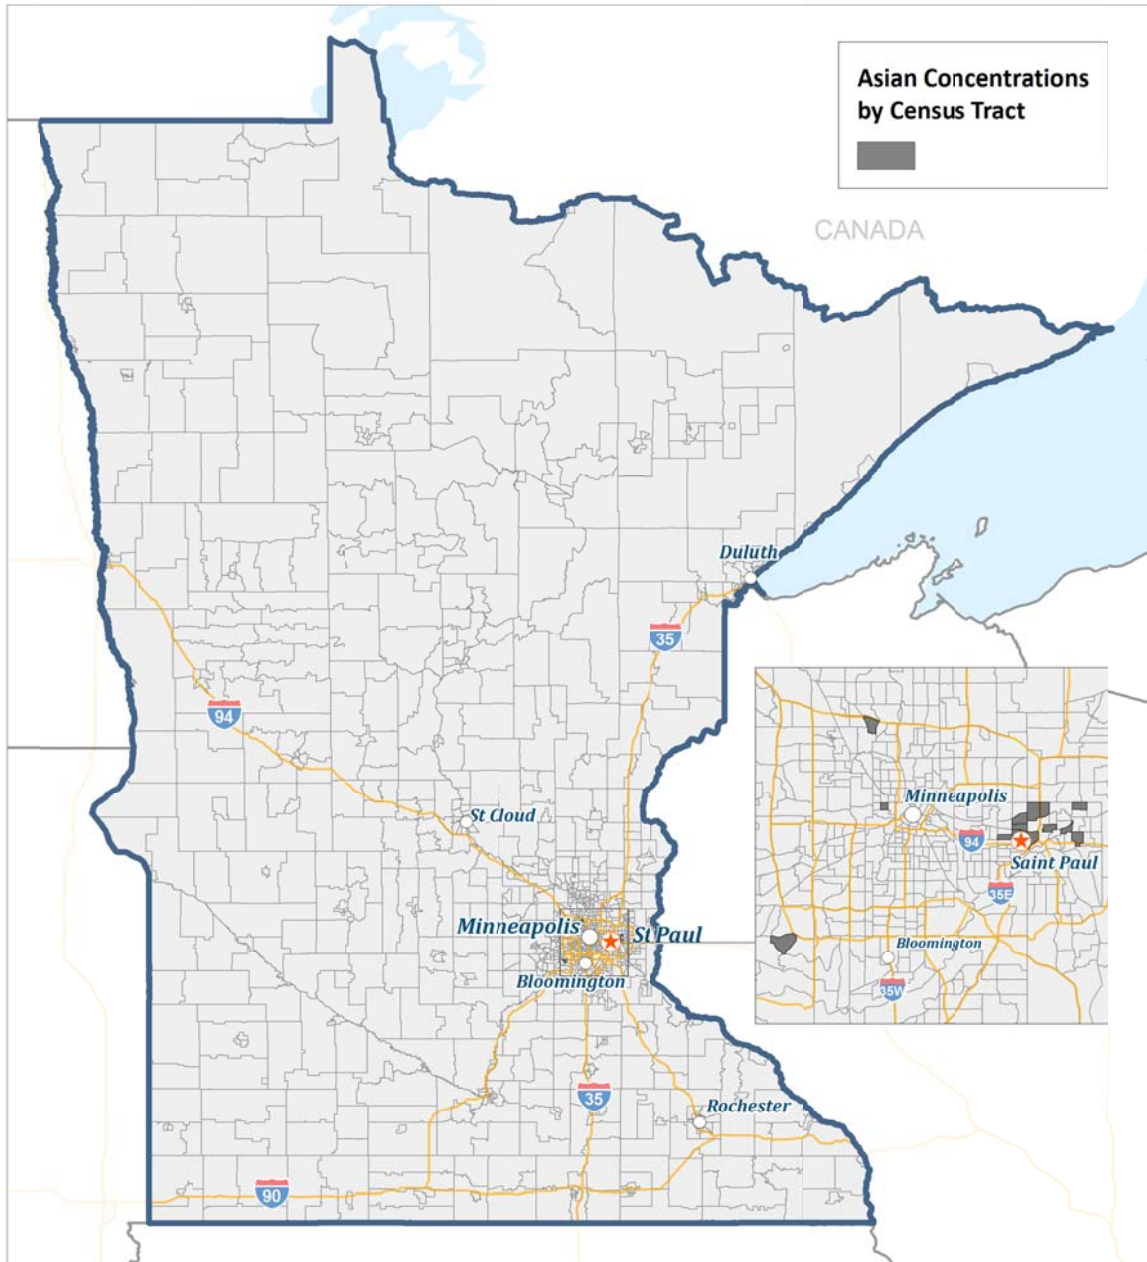 Asian Concentrations
by Census Tract
CANADA
Duluth
35
94
St Cloud
Minneapolis
St Paul
Bloomington
Minneapolis
94
Saint Paul
35E
Bloomington
35W
35
Rochester
90